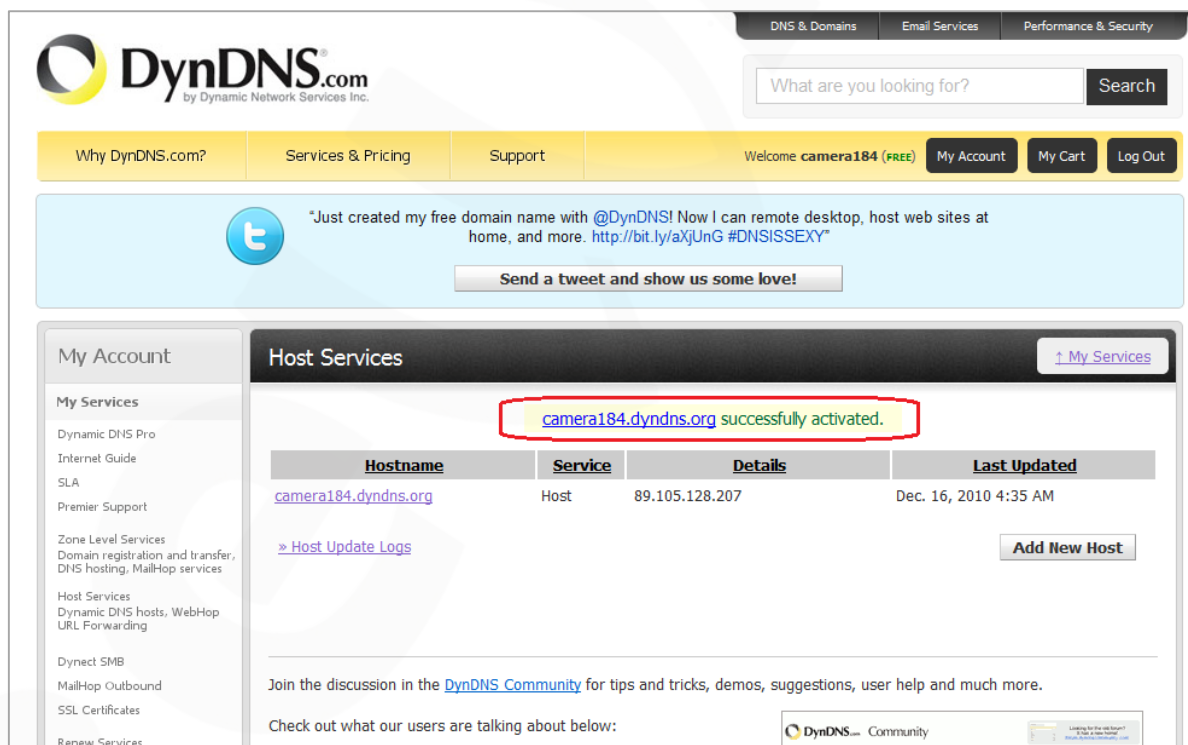 DNS & Domains Email Services Performance & Security
DynDNS.com
by Dynamic Network Services Inc.
What are you looking for? Search
Why DynDNS.com? Services & Pricing Support Welcome camera184 (FREE) My Account My Cart Log Out
“Just created my free domain name with @DynDNS! Now I can remote desktop, host web sites at
home, and more. http://bit.ly/aXjUnG #DNSISSEXY”
Send a tweet and show us some love!
My Account
Host Services
↑ My Services
My Services
Dynamic DNS Pro
Internet Guide
SLA
Premier Support
Zone Level Services
Domain registration and transfer,
DNS hosting, MailHop services
Host Services
Dynamic DNS hosts, WebHop
URL Forwarding
Dynect SMB
MailHop Outbound
SSL Certificates
Renew Services
camera184.dyndns.org successfully activated.
Hostname Service Details Last Updated
camera184.dyndns.org Host 89.105.128.207 Dec. 16, 2010 4:35 AM
» Host Update Logs
Add New Host
Join the discussion in the DynDNS Community for tips and tricks, demos, suggestions, user help and much more.
Check out what our users are talking about below:
DynDNS.com Community